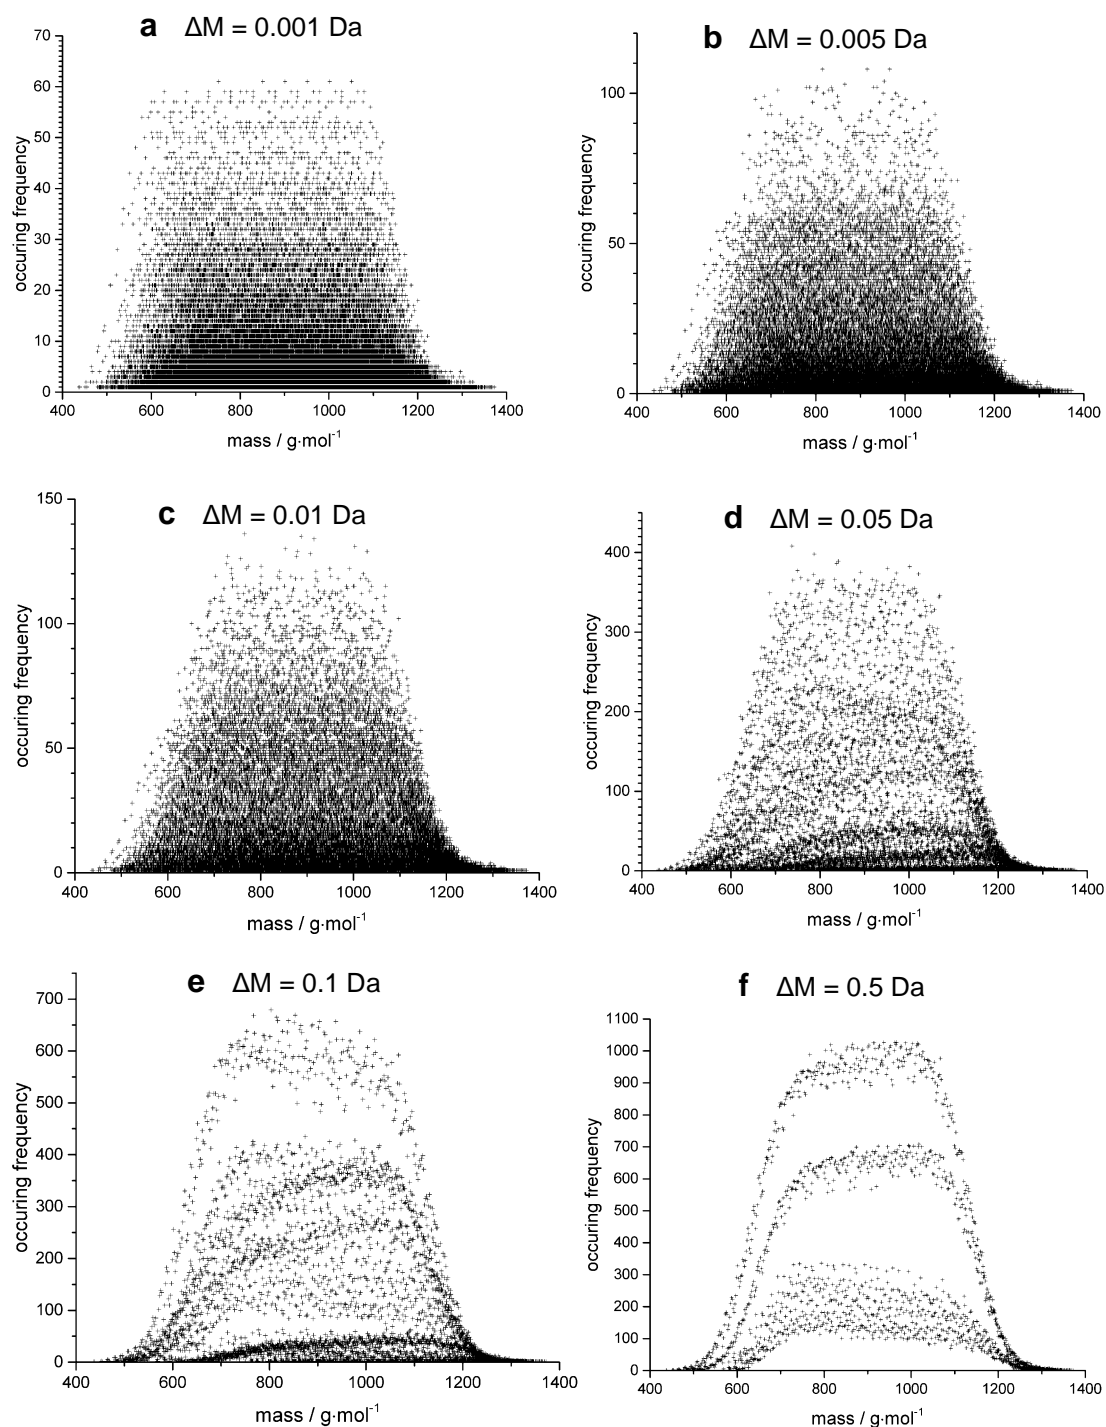 a ΔM = 0.001 Da
70
60
50
40
30
20
10
0
occuring frequency
400 600 800 1000 1200 1400
mass / g·mol⁻¹
b ΔM = 0.005 Da
100
50
0
occuring frequency
400 600 800 1000 1200 1400
mass / g·mol⁻¹
c ΔM = 0.01 Da
150
100
50
0
occuring frequency
400 600 800 1000 1200 1400
mass / g·mol⁻¹
d ΔM = 0.05 Da
400
300
200
100
0
occuring frequency
400 600 800 1000 1200 1400
mass / g·mol⁻¹
e ΔM = 0.1 Da
700
600
500
400
300
200
100
0
occuring frequency
400 600 800 1000 1200 1400
mass / g·mol⁻¹
f ΔM = 0.5 Da
1100
1000
900
800
700
600
500
400
300
200
100
0
occuring frequency
400 600 800 1000 1200 1400
mass / g·mol⁻¹